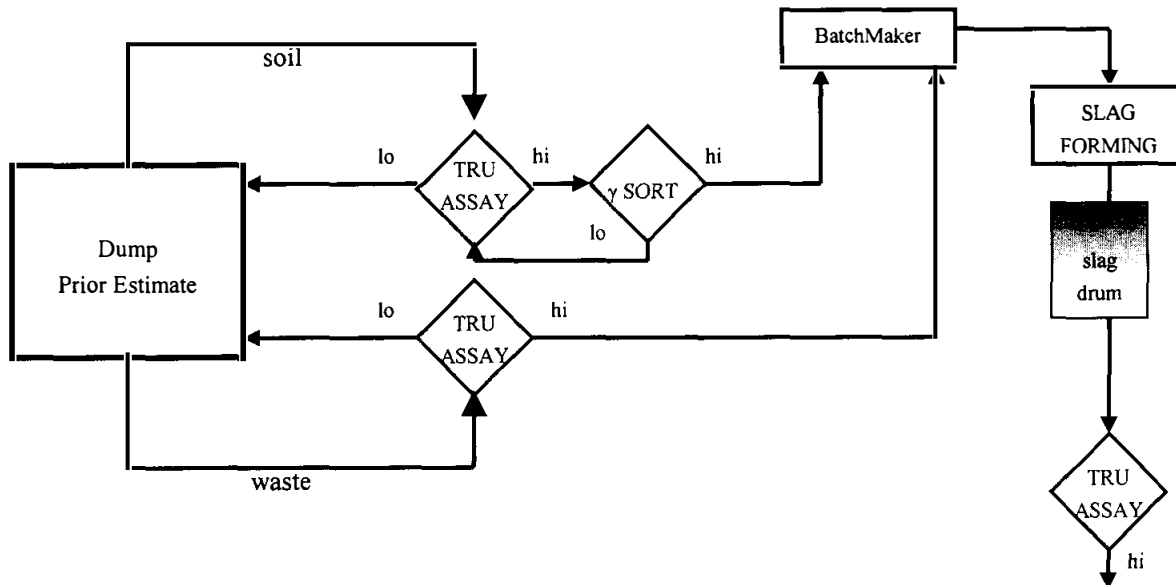 soil
BatchMaker
SLAG
FORMING
lo
TRU
ASSAY
hi
γ SORT
hi
lo
Dump
Prior Estimate
slag
drum
lo
TRU
ASSAY
hi
waste
TRU
ASSAY
hi